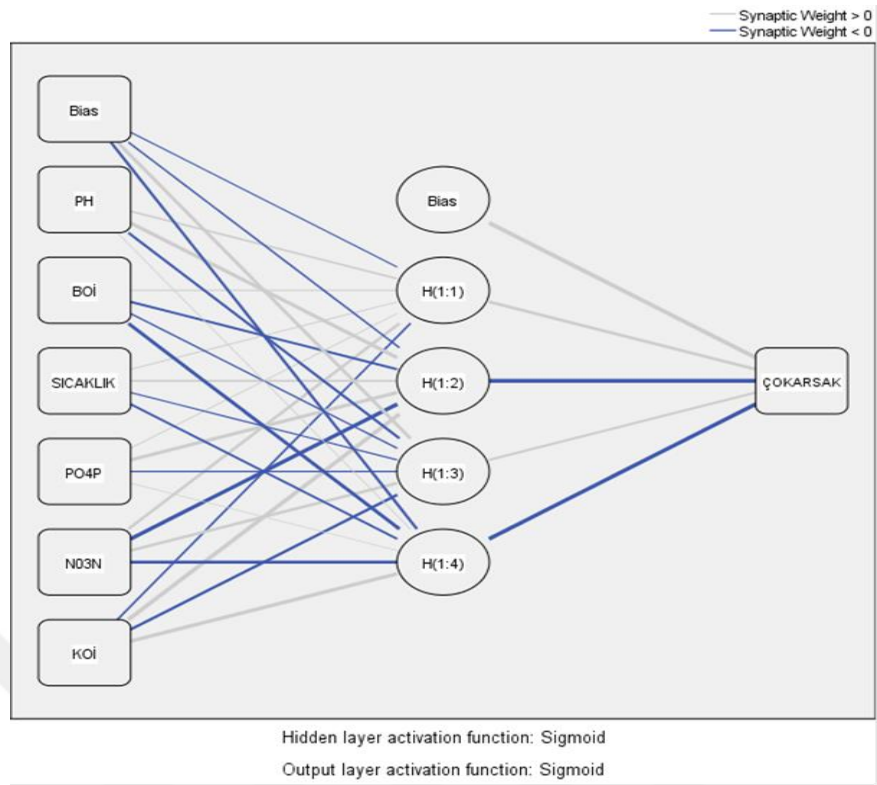 Synaptic Weight > 0
Synaptic Weight < 0
Bias
PH
BOİ
SICAKLIK
PO4P
N03N
KOİ
Bias
H(1:1)
H(1:2)
H(1:3)
H(1:4)
ÇOKARSAK
Hidden layer activation function: Sigmoid
Output layer activation function: Sigmoid